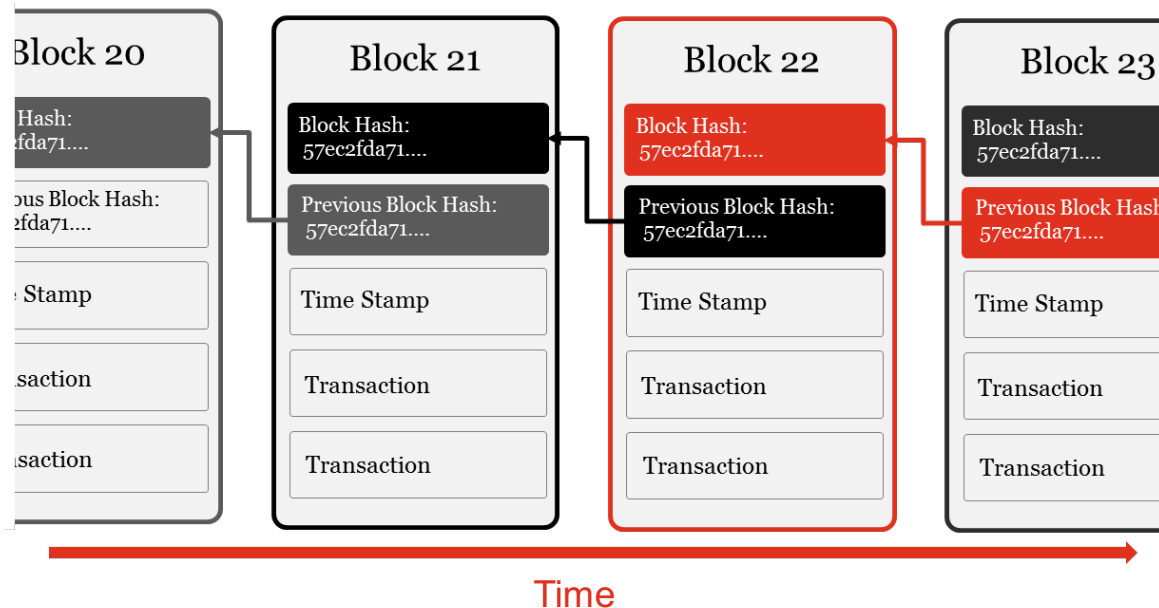 Block 20
Hash:
2fda71....
ous Block Hash:
2fda71....
Stamp
saction
saction
Block 21
Block Hash:
57ec2fda71....
Previous Block Hash:
57ec2fda71....
Time Stamp
Transaction
Transaction
Block 22
Block Hash:
57ec2fda71....
Previous Block Hash:
57ec2fda71....
Time Stamp
Transaction
Transaction
Block 23
Block Hash:
57ec2fda71....
Previous Block Hash
57ec2fda71....
Time Stamp
Transaction
Transaction
Time